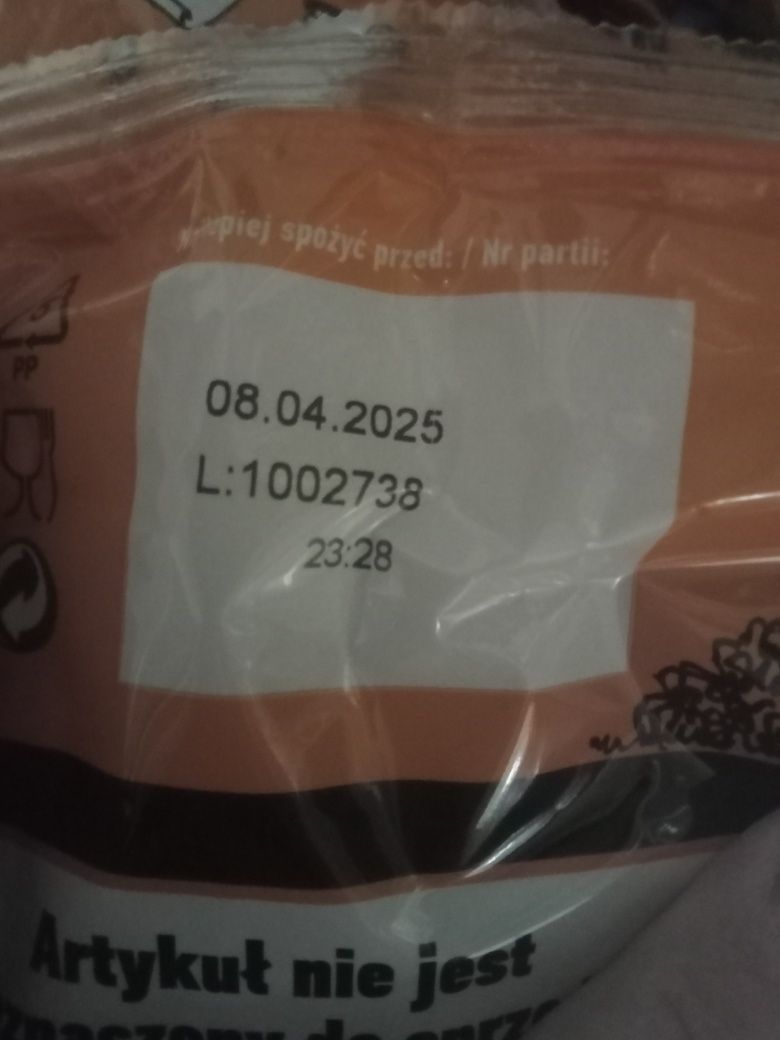 spożyć przed: / Nr partii:
08.04.2025
L:1002738
23:28
PP
Artykuł nie jest